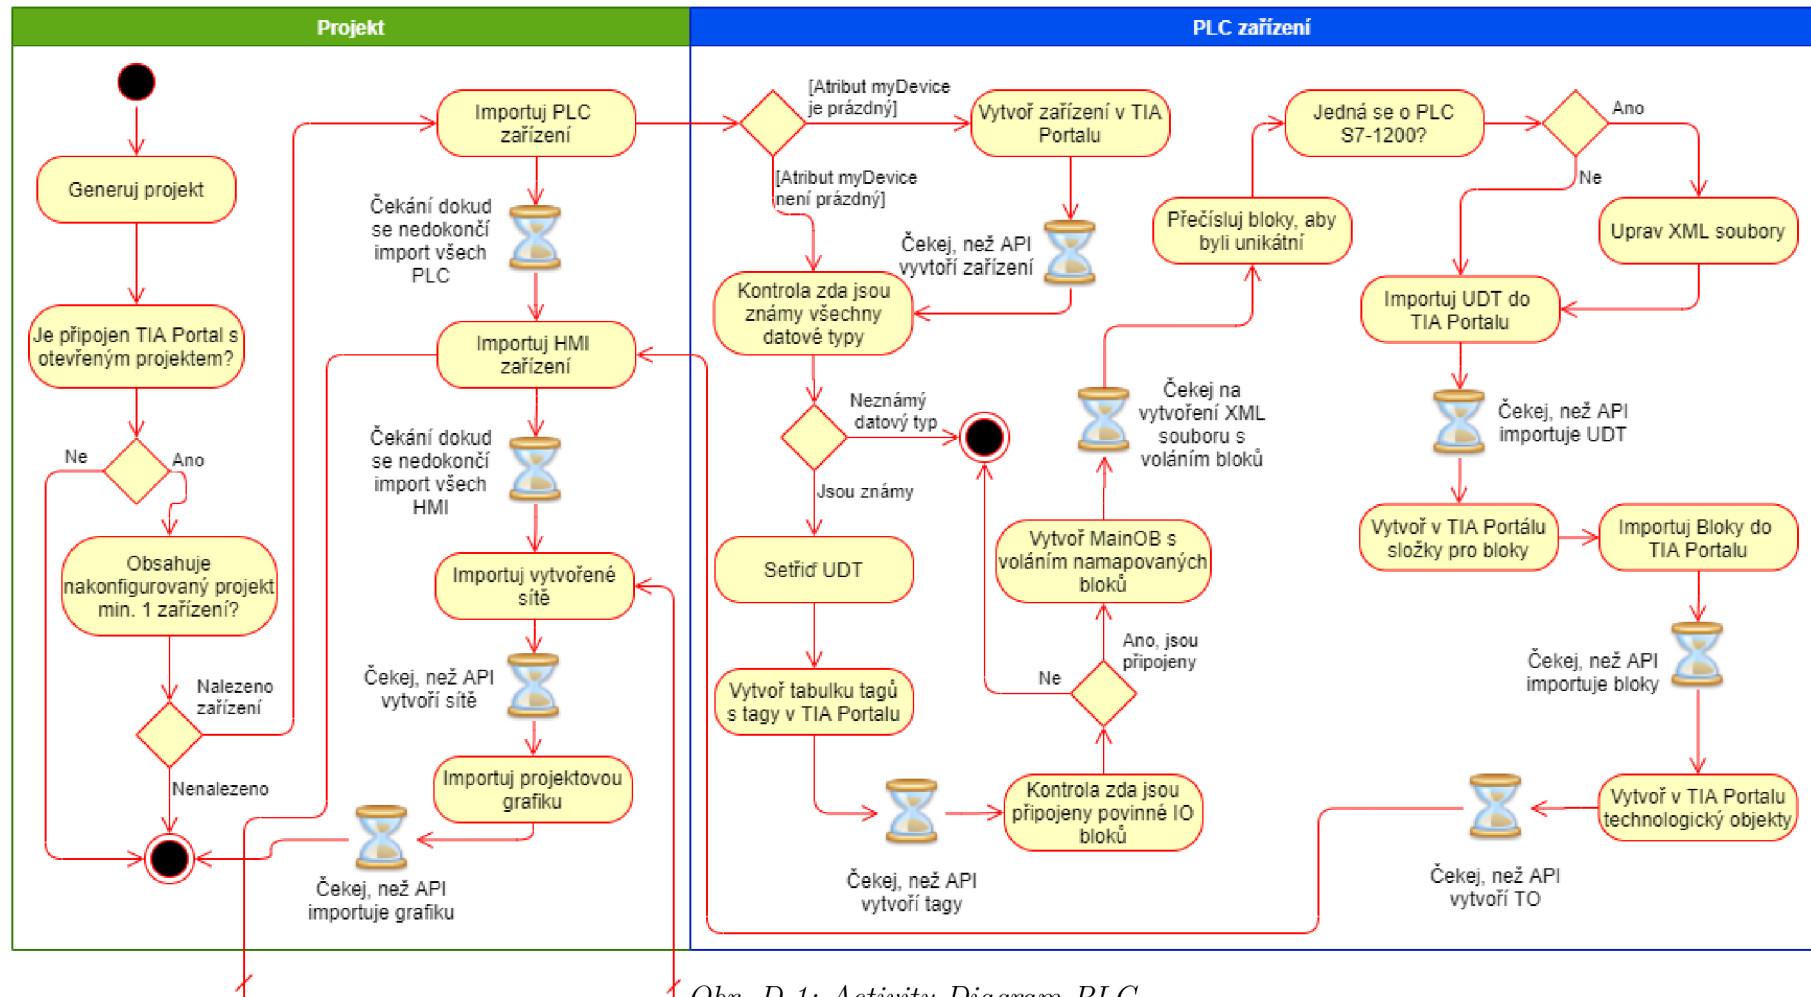 Projekt
PLC zařízení
Generuj projekt
Je připojen TIA Portal s
otevřeným projektem?
Ne
Ano
Obsahuje
nakonfigurovaný projekt
min. 1 zařízení?
Nalezeno
zařízení
Nenalezeno
Importuj PLC
zařízení
Čekání dokud
se nedokončí
import všech
PLC
Importuj HMI
zařízení
Čekání dokud
se nedokončí
import všech
HMI
Importuj vytvořené
sítě
Čekej, než API
vytvoří sítě
Importuj projektovou
grafiku
Čekej, než API
importuje grafiku
[Atribut myDevice
je prázdný]
Vytvoř zařízení v TIA
Portalu
[Atribut myDevice
není prázdný]
Čekej, než API
vyvtoří zařízení
Kontrola zda jsou
známy všechny
datové typy
Neznámý
datový typ
Jsou známy
Setřiď UDT
Vytvoř tabulku tagů
s tagy v TIA Portalu
Čekej, než API
vytvoří tagy
Kontrola zda jsou
připojeny povinné IO
bloků
Ne
Ano, jsou
připojeny
Vytvoř MainOB s
voláním namapovaných
bloků
Čekej na
vytvoření XML
souboru s
voláním bloků
Přečísluj bloky, aby
byli unikátní
Jedná se o PLC
S7-1200?
Ano
Ne
Uprav XML soubory
Importuj UDT do
TIA Portalu
Čekej, než API
importuje UDT
Vytvoř v TIA Portálu
složky pro bloky
Importuj Bloky do
TIA Portalu
Čekej, než API
importuje bloky
Vytvoř v TIA Portalu
technologický objekty
Čekej, než API
vytvoří TO
Obr. D.1: Activity Diagram PLC